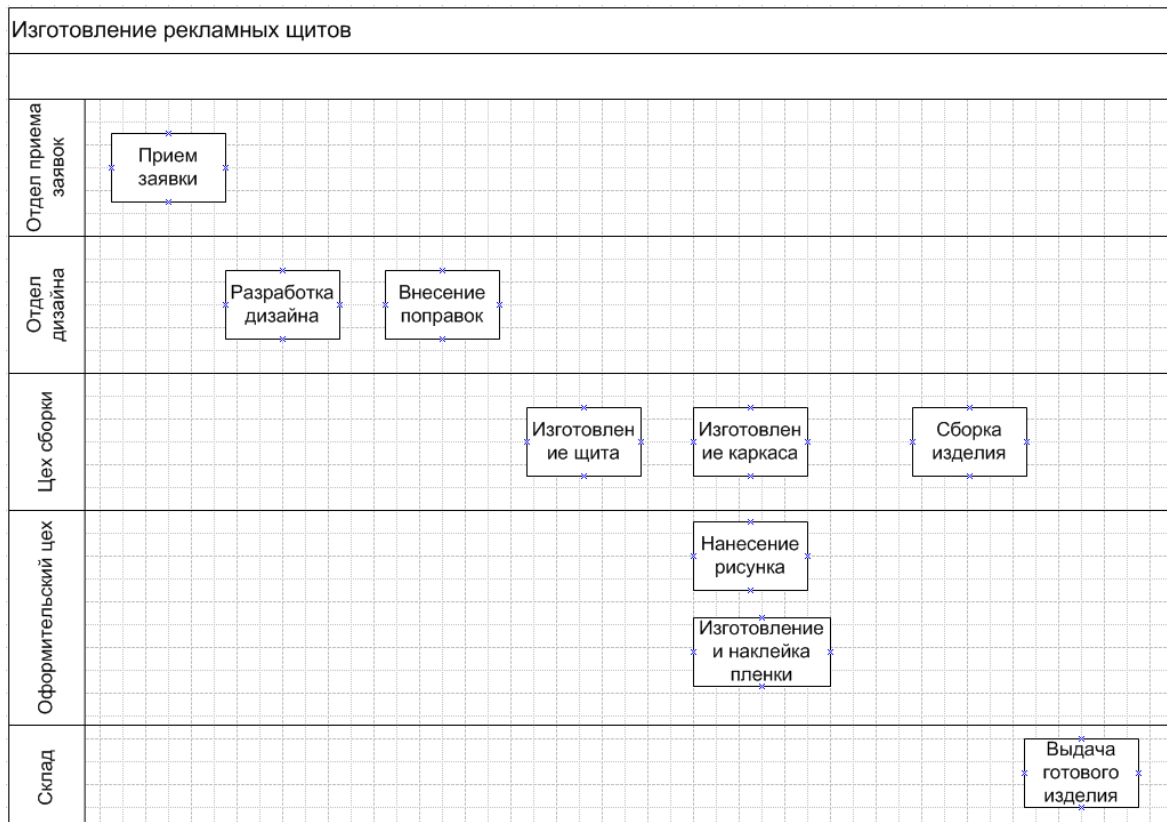 Изготовление рекламных щитов
Отдел приема
заявок
Прием
заявки
Отдел
дизайна
Разработка
дизайна
Внесение
поправок
Цех сборки
Изготовлен
ие щита
Изготовлен
ие каркаса
Сборка
изделия
Оформительский цех
Нанесение
рисунка
Изготовление
и наклейка
пленки
Склад
Выдача
готового
изделия